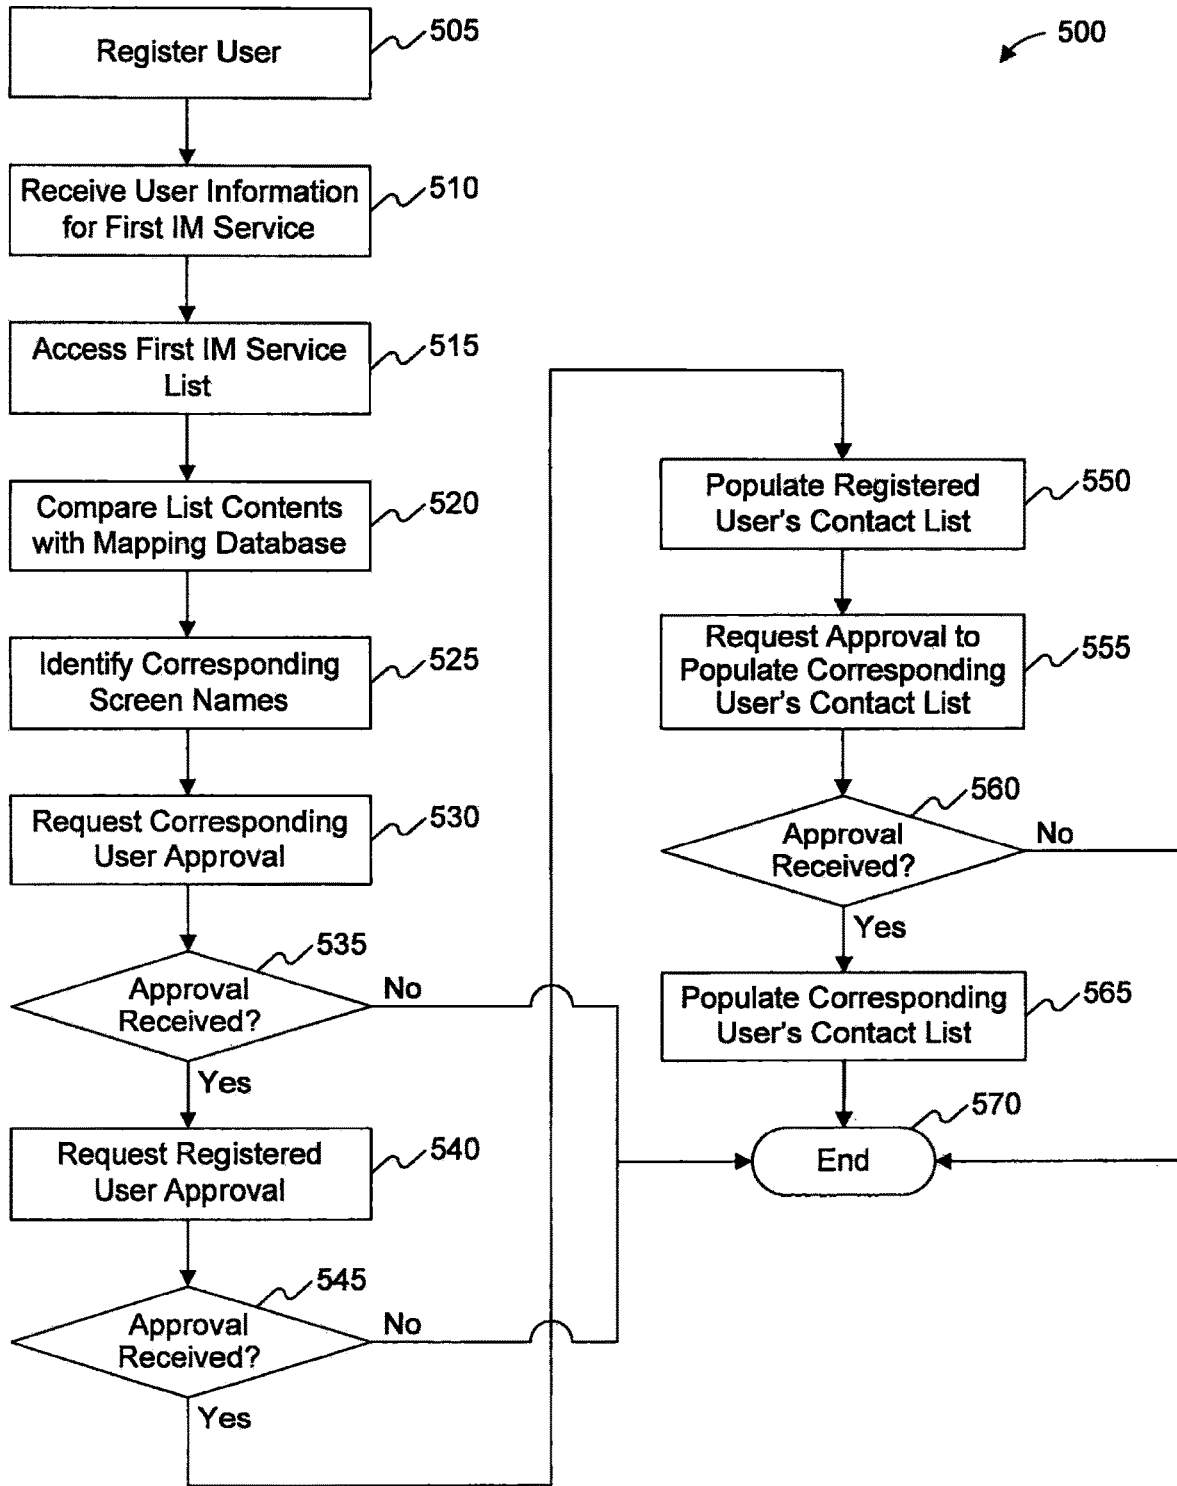 Register User
505
500
Receive User Information
for First IM Service
510
Access First IM Service
List
515
Compare List Contents
with Mapping Database
520
Identify Corresponding
Screen Names
525
Request Corresponding
User Approval
530
Approval
Received?
535
No
Yes
Request Registered
User Approval
540
Approval
Received?
545
No
Yes
Populate Registered
User's Contact List
550
Request Approval to
Populate Corresponding
User's Contact List
555
Approval
Received?
560
No
Yes
Populate Corresponding
User's Contact List
565
End
570